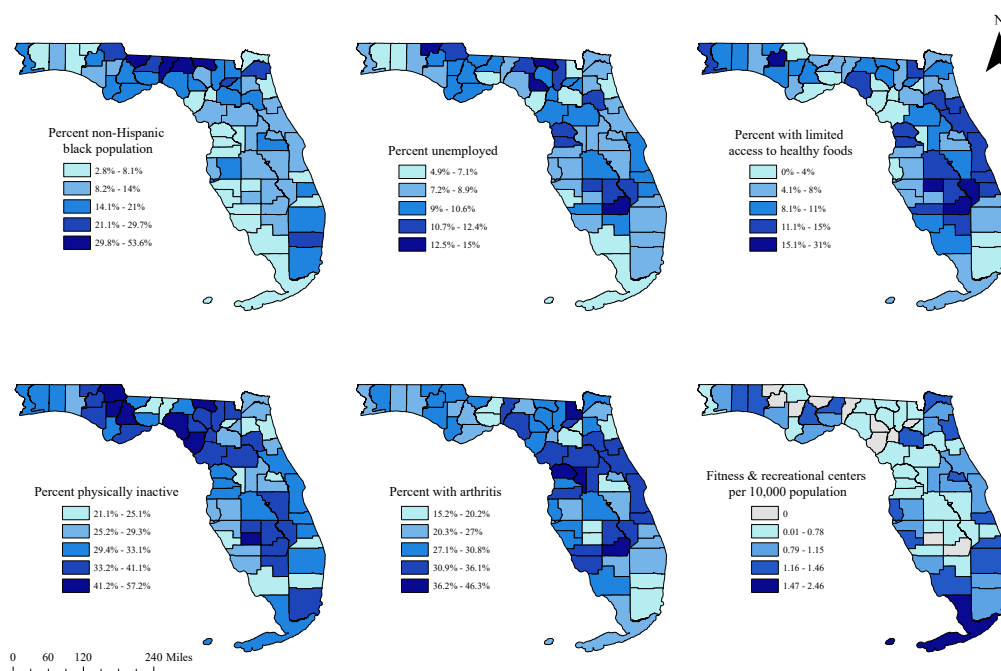 N
Percent non-Hispanic
black population
2.8% - 8.1%
8.2% - 14%
14.1% - 21%
21.1% - 29.7%
29.8% - 53.6%
Percent unemployed
4.9% - 7.1%
7.2% - 8.9%
9% - 10.6%
10.7% - 12.4%
12.5% - 15%
Percent with limited
access to healthy foods
0% - 4%
4.1% - 8%
8.1% - 11%
11.1% - 15%
15.1% - 31%
Percent physically inactive
21.1% - 25.1%
25.2% - 29.3%
29.4% - 33.1%
33.2% - 41.1%
41.2% - 57.2%
Percent with arthritis
15.2% - 20.2%
20.3% - 27%
27.1% - 30.8%
30.9% - 36.1%
36.2% - 46.3%
Fitness & recreational centers
per 10,000 population
0
0.01 - 0.78
0.79 - 1.15
1.16 - 1.46
1.47 - 2.46
0 60 120 240 Miles